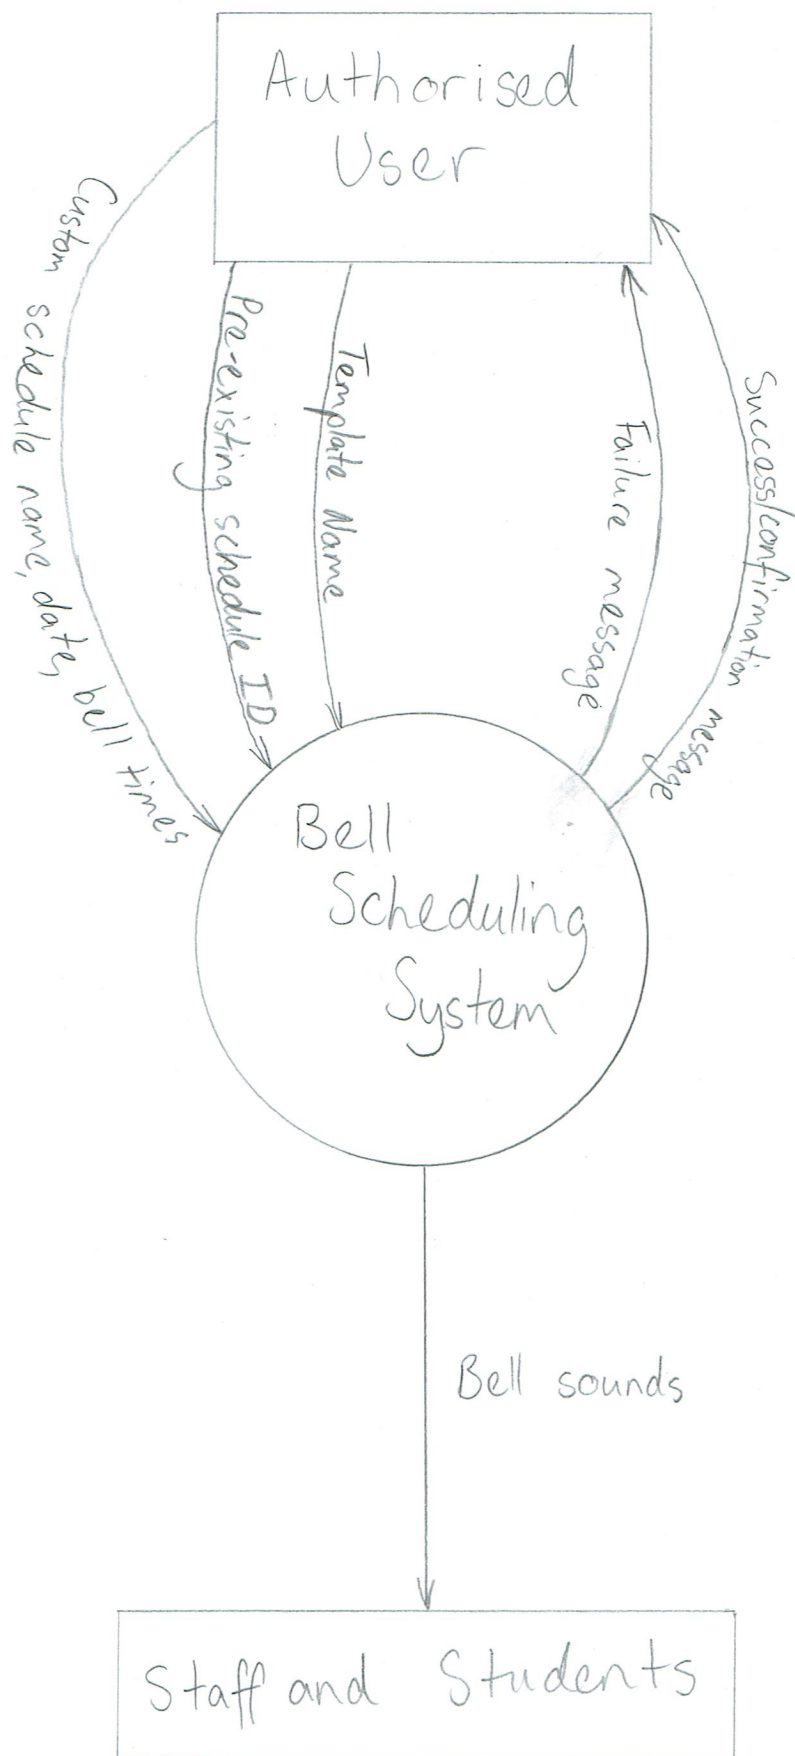 Authorised
User
Custom schedule name, date, bell times
Pre-existing schedule ID
Template Name
Failure message
Success/confirmation message
Bell
Scheduling
System
Bell sounds
Staff and Students